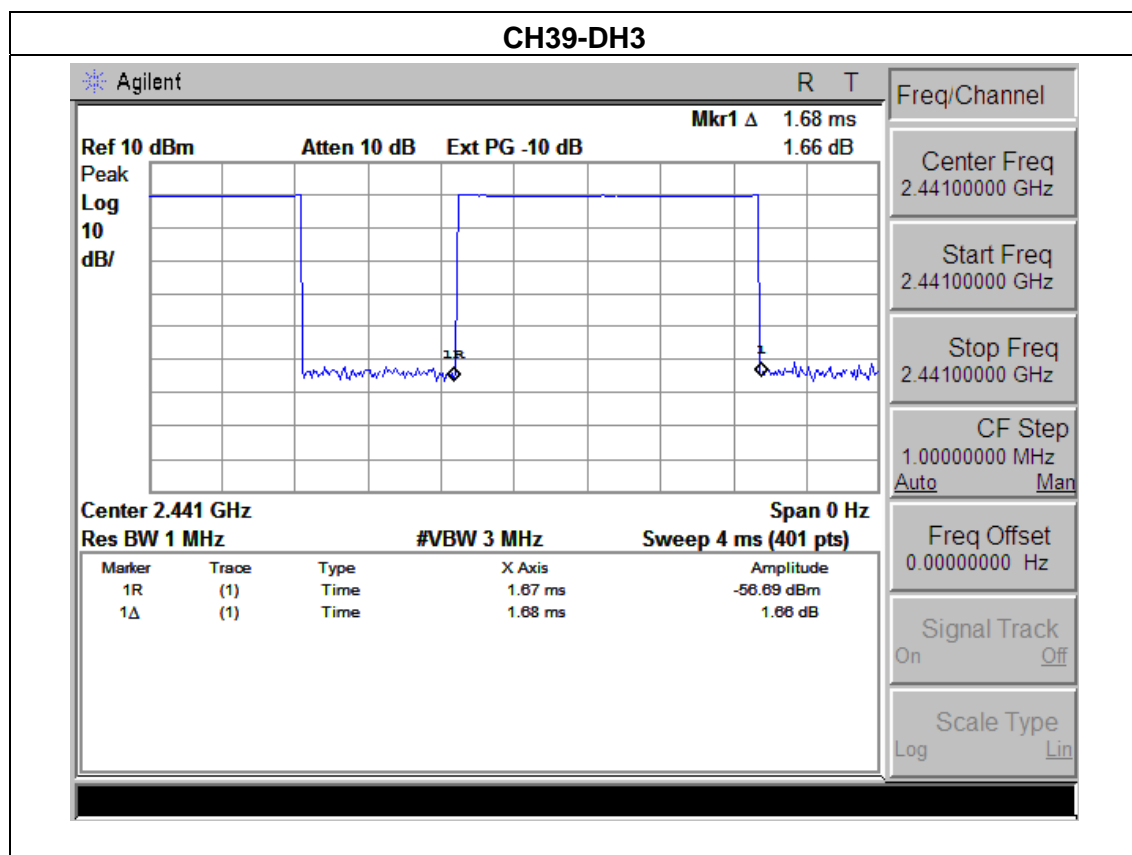 CH39-DH3
Agilent R T
Mkr1 Δ 1.68 ms
Ref 10 dBm Atten 10 dB Ext PG -10 dB 1.66 dB
Peak
Log
10
dB/
1R
1
Center 2.441 GHz Span 0 Hz
Res BW 1 MHz #VBW 3 MHz Sweep 4 ms (401 pts)
Marker Trace Type X Axis Amplitude
1R (1) Time 1.67 ms -56.69 dBm
1Δ (1) Time 1.68 ms 1.66 dB
Freq/Channel
Center Freq
2.44100000 GHz
Start Freq
2.44100000 GHz
Stop Freq
2.44100000 GHz
CF Step
1.00000000 MHz
Auto Man
Freq Offset
0.00000000 Hz
Signal Track
On Off
Scale Type
Log Lin